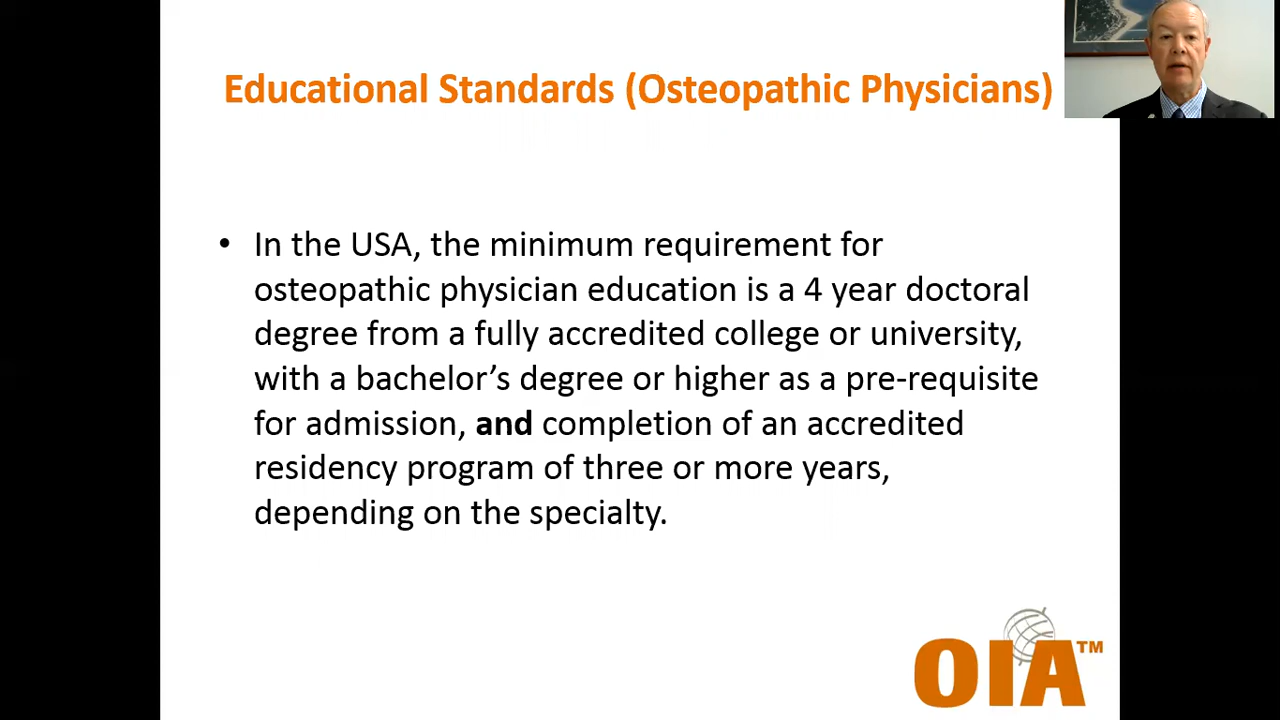 Educational Standards (Osteopathic Physicians)
• In the USA, the minimum requirement for
osteopathic physician education is a 4 year doctoral
degree from a fully accredited college or university,
with a bachelor’s degree or higher as a pre-requisite
for admission, and completion of an accredited
residency program of three or more years,
depending on the specialty.
OIA™